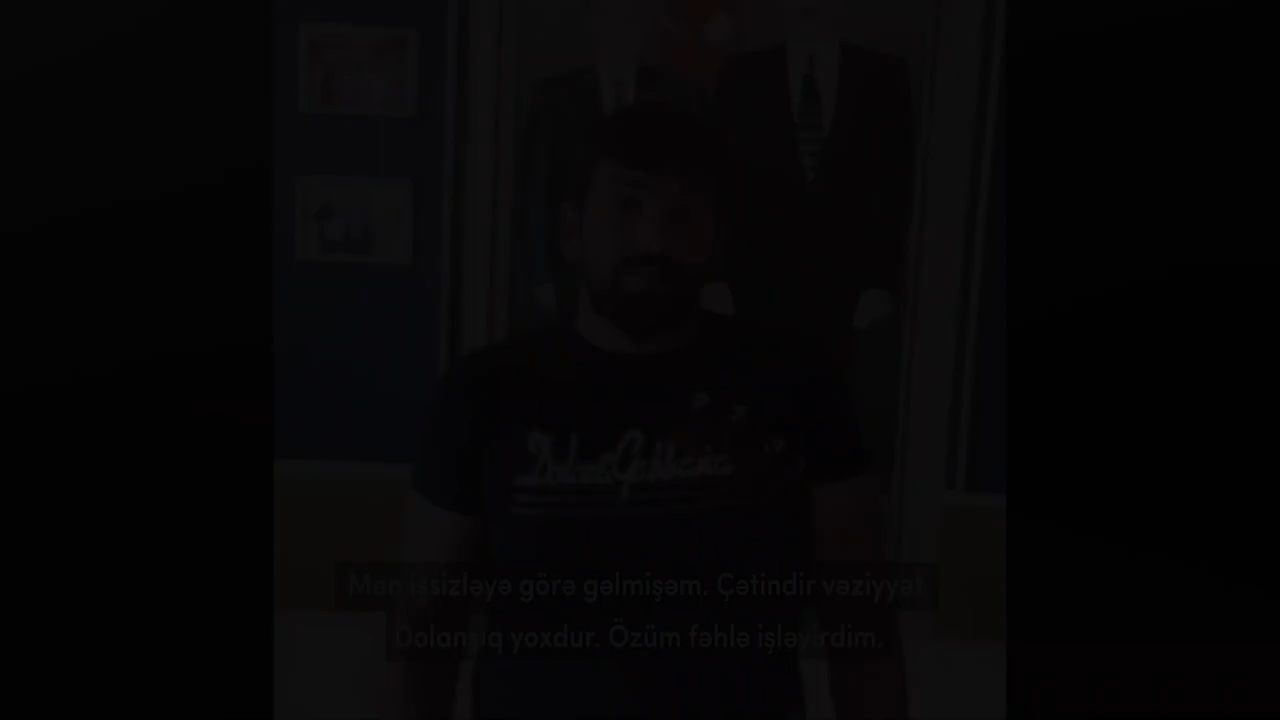 Mən işsizləyə görə gəlmişəm. Çətindir vəziyyət.
Dolanışıq yoxdur. Özüm fəhlə işləyirdim.